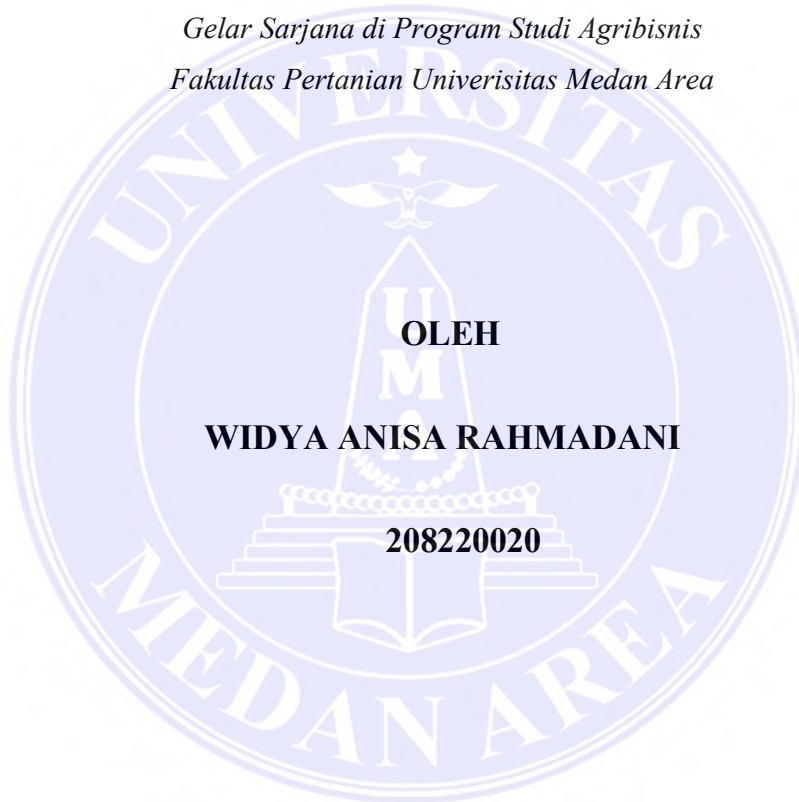 Gelar Sarjana di Program Studi Agribisnis
Fakultas Pertanian Univerisitas Medan Area
UNIVERSITAS
UMA
OLEH
WIDYA ANISA RAHMADANI
208220020
MEDAN AREA